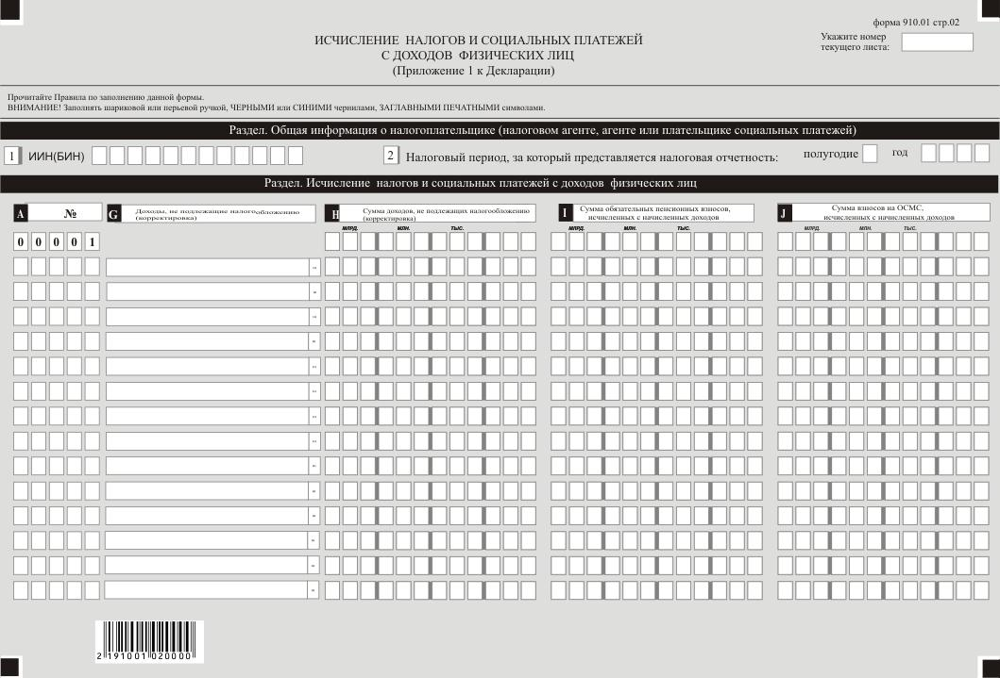 форма 910.01 стр.02
ИСЧИСЛЕНИЕ НАЛОГОВ И СОЦИАЛЬНЫХ ПЛАТЕЖЕЙ
С ДОХОДОВ ФИЗИЧЕСКИХ ЛИЦ
(Приложение 1 к Декларации)
Укажите номер
текущего листа:
Прочитайте Правила по заполнению данной формы.
ВНИМАНИЕ! Заполнять шариковой или перьевой ручкой, ЧЕРНЫМИ или СИНИМИ чернилами, ЗАГЛАВНЫМИ ПЕЧАТНЫМИ символами.
Раздел. Общая информация о налогоплательщике (налоговом агенте, агенте или плательщике социальных платежей)
1 ИИН(БИН)
2 Налоговый период, за который представляется налоговая отчетность: полугодие год
Раздел. Исчисление налогов и социальных платежей с доходов физических лиц
A №
G Доходы, не подлежащие налогообложению
(корректировка)
H Сумма доходов, не подлежащих налогообложению
(корректировка)
I Сумма обязательных пенсионных взносов,
исчисленных с начисленных доходов
J Сумма взносов на ОСМС,
исчисленных с начисленных доходов
МЛРД. МЛН. ТЫС. МЛРД. МЛН. ТЫС. МЛРД. МЛН. ТЫС.
0 0 0 0 1
2 191001 020000